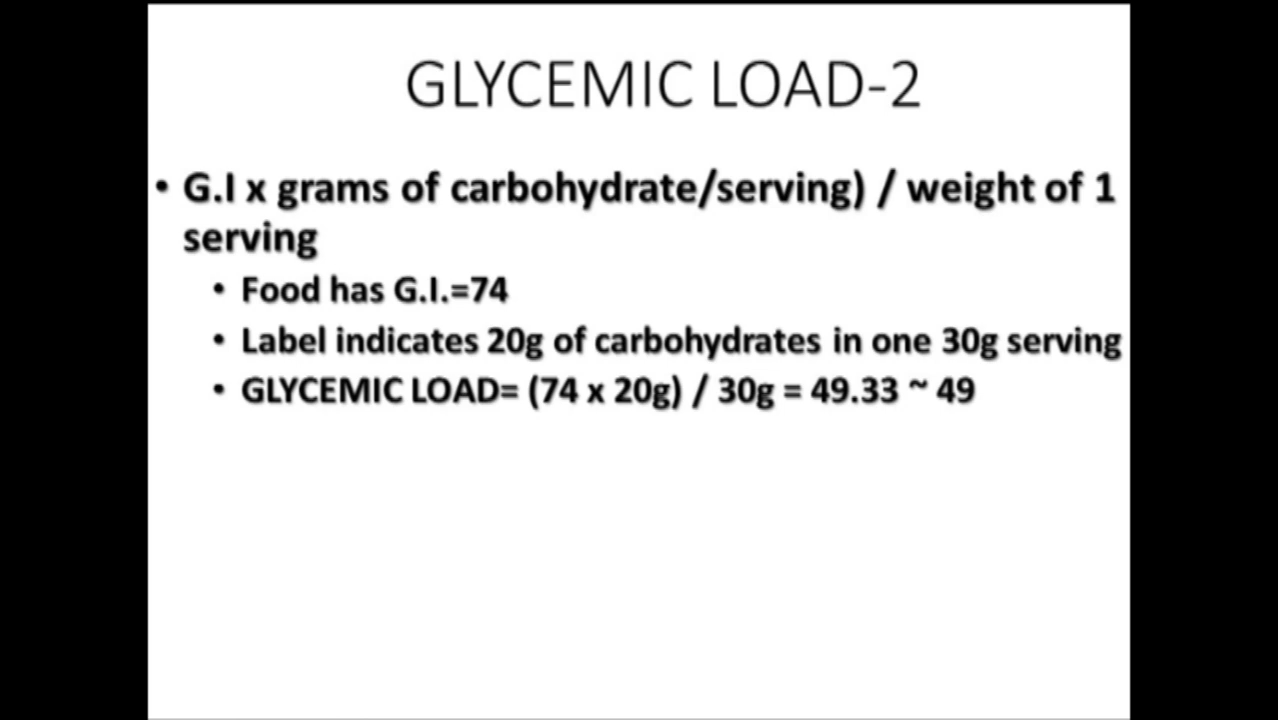 GLYCEMIC LOAD-2
• G.I x grams of carbohydrate/serving) / weight of 1
serving
• Food has G.I.=74
• Label indicates 20g of carbohydrates in one 30g serving
• GLYCEMIC LOAD= (74 x 20g) / 30g = 49.33 ~ 49